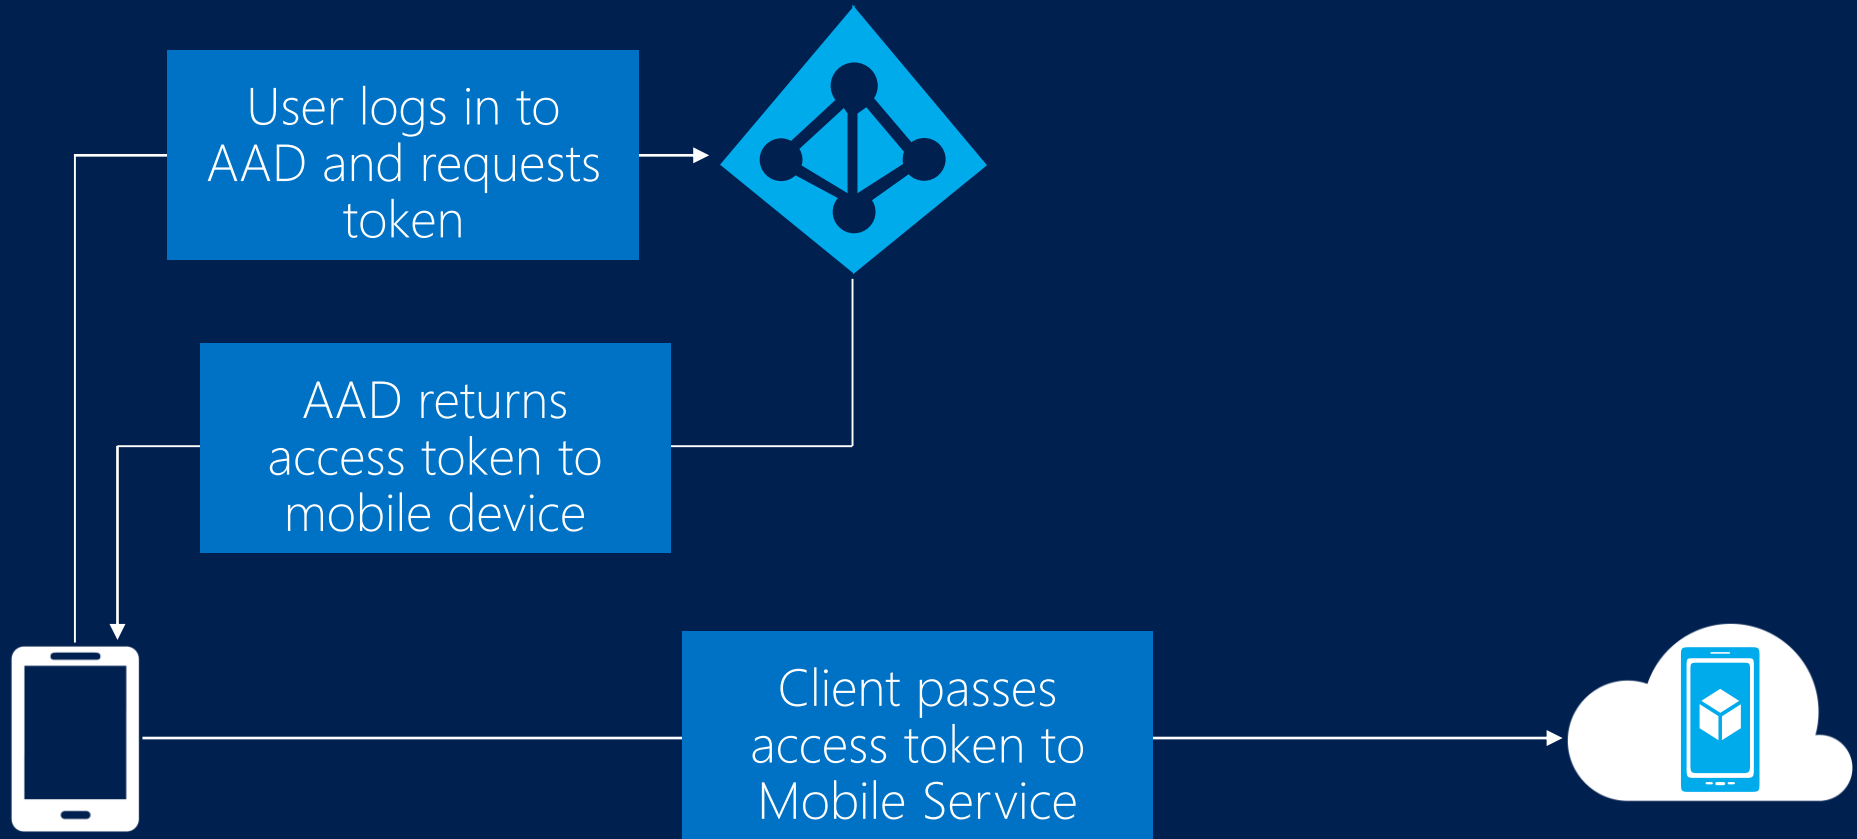 User logs in to
AAD and requests
token
AAD returns
access token to
mobile device
Client passes
access token to
Mobile Service